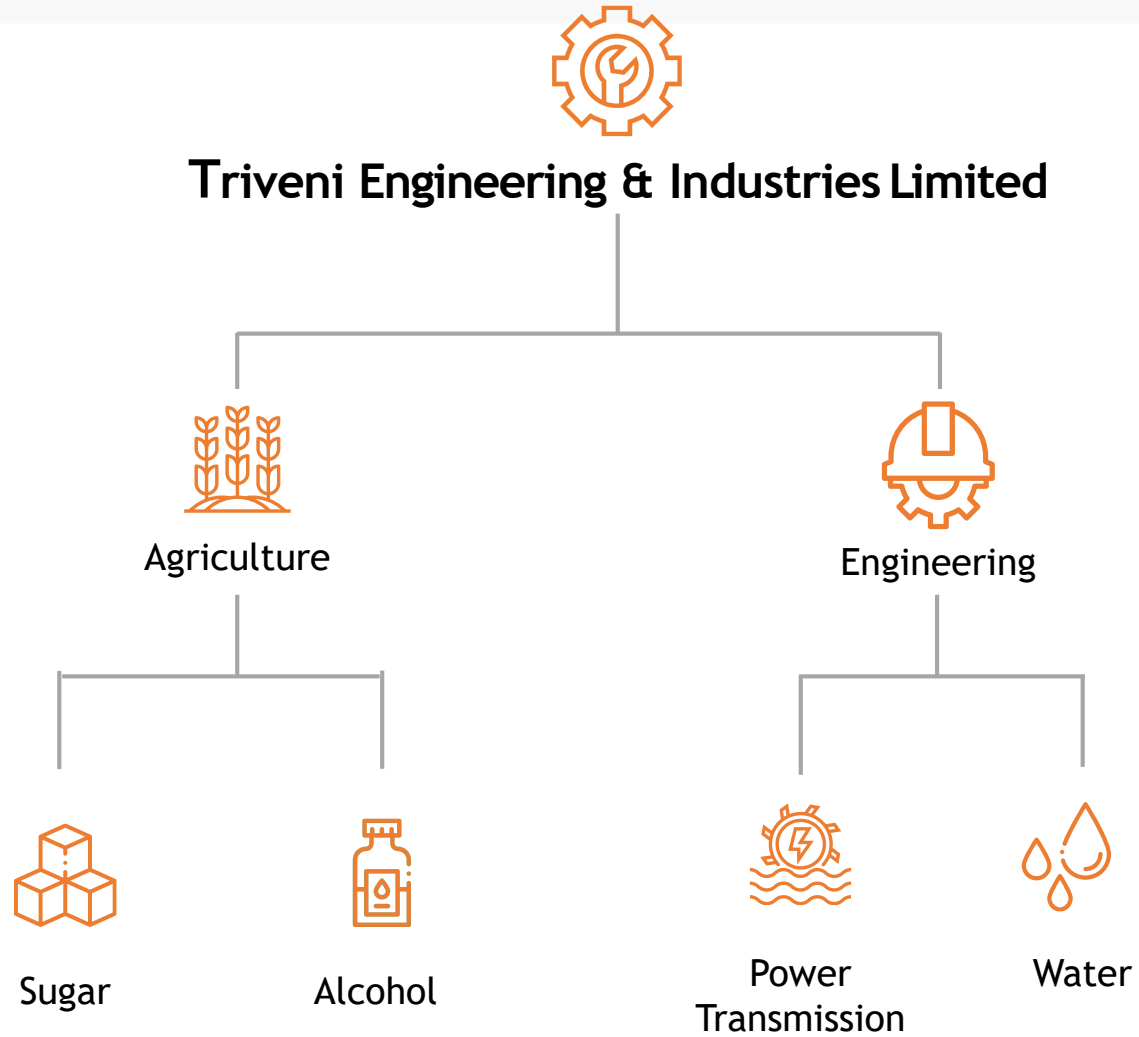 Triveni Engineering & Industries Limited
Agriculture
Engineering
Sugar
Alcohol
Power
Transmission
Water